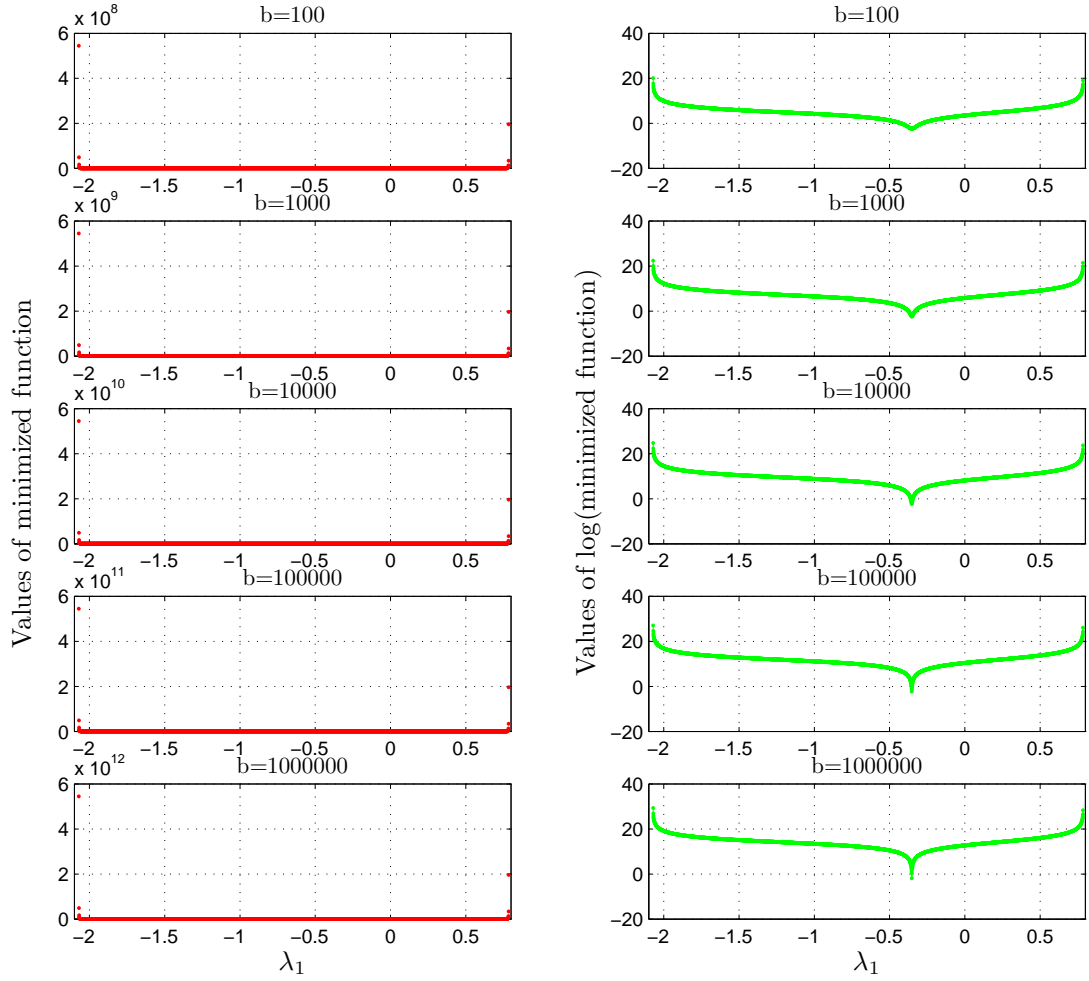 Values of minimized function
x 10^8
b=100
6
4
2
0
−2 −1.5 −1 −0.5 0 0.5
x 10^9
b=1000
6
4
2
0
−2 −1.5 −1 −0.5 0 0.5
x 10^10
b=10000
6
4
2
0
−2 −1.5 −1 −0.5 0 0.5
x 10^11
b=100000
6
4
2
0
−2 −1.5 −1 −0.5 0 0.5
x 10^12
b=1000000
6
4
2
0
−2 −1.5 −1 −0.5 0 0.5
λ₁
Values of log(minimized function)
b=100
40
20
0
−20
−2 −1.5 −1 −0.5 0 0.5
b=1000
40
20
0
−20
−2 −1.5 −1 −0.5 0 0.5
b=10000
40
20
0
−20
−2 −1.5 −1 −0.5 0 0.5
b=100000
40
20
0
−20
−2 −1.5 −1 −0.5 0 0.5
b=1000000
40
20
0
−20
−2 −1.5 −1 −0.5 0 0.5
λ₁